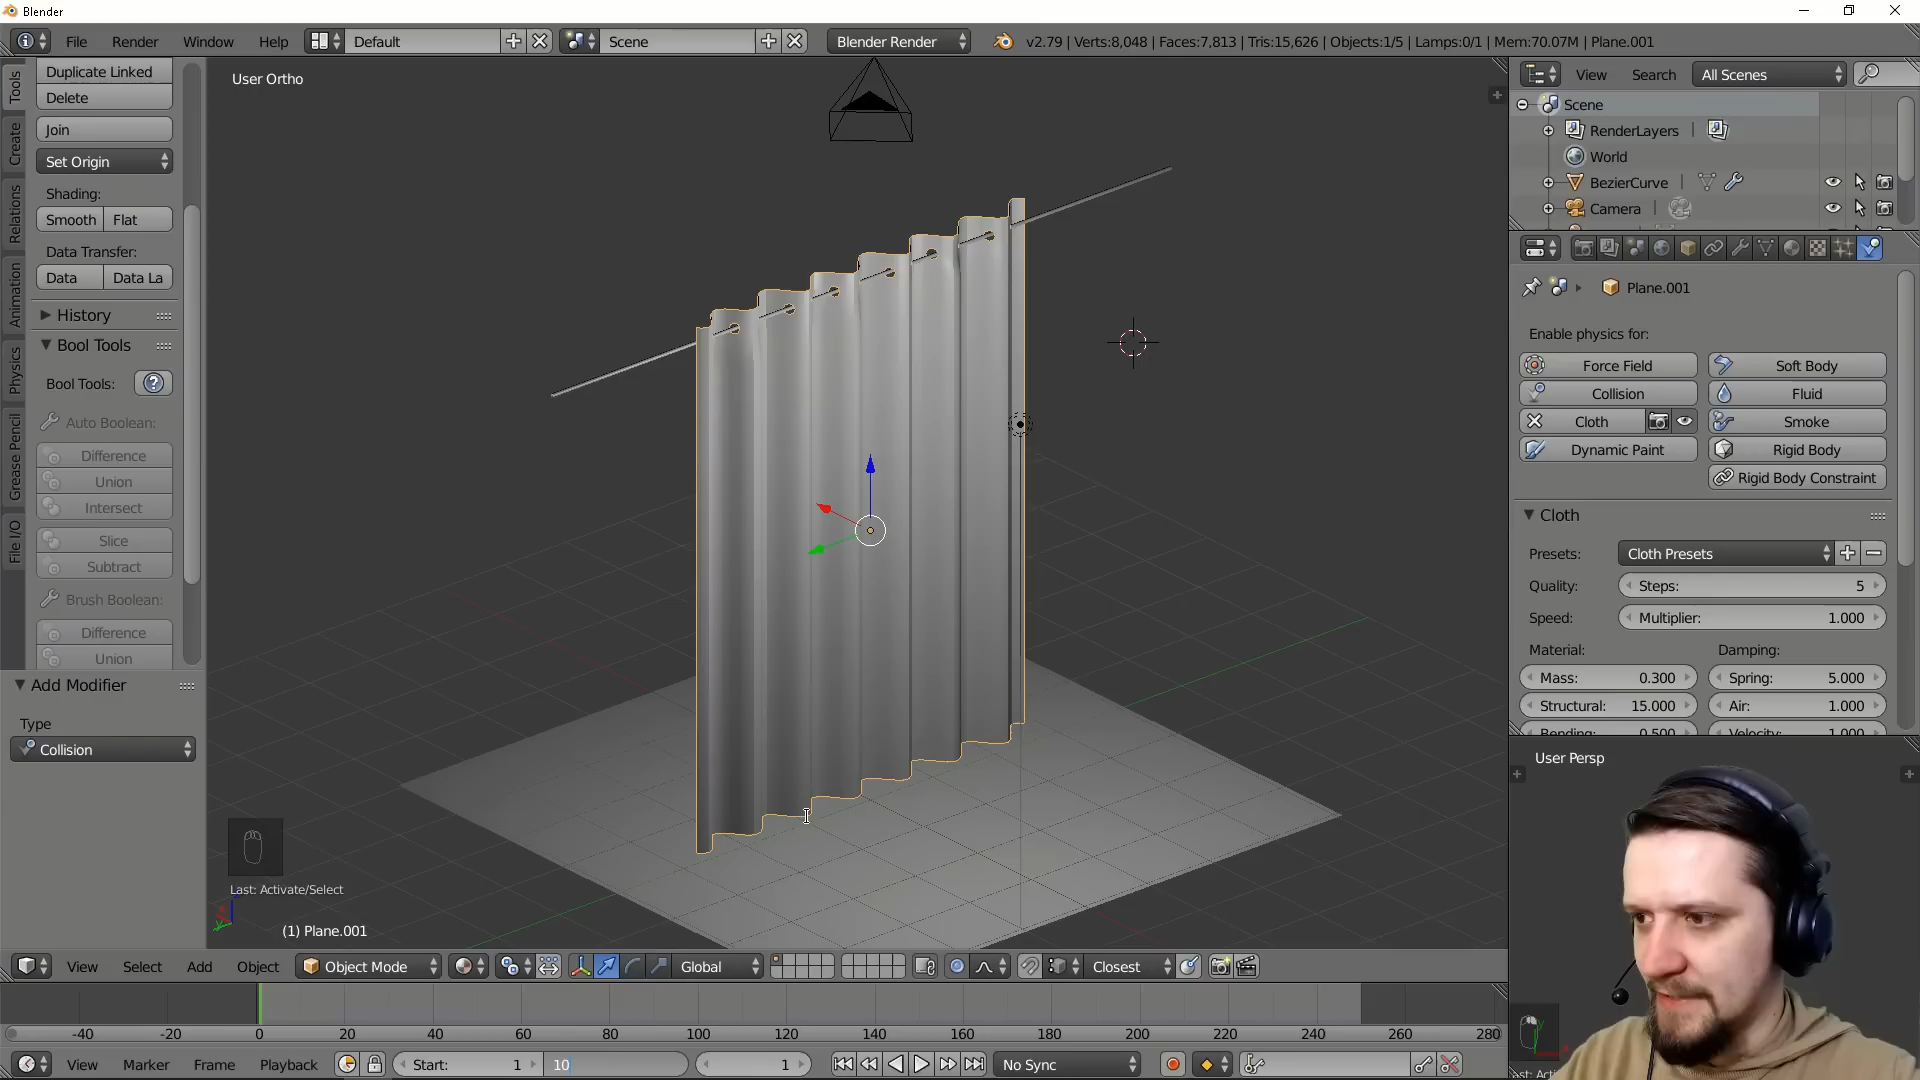 Blender
File Render Window Help Default Scene Blender Render v2.79 | Verts:8,048 | Faces:7,813 | Tris:15,626 | Objects:1/5 | Lamps:0/1 | Mem:70.07M | Plane.001
Tools
Create
Relations
Animation
Physics
Grease Pencil
File I/O
Duplicate Linked
Delete
Join
Set Origin
Shading:
Smooth Flat
Data Transfer:
Data Data La
History
Bool Tools
Bool Tools:
Auto Boolean:
Difference
Union
Intersect
Slice
Subtract
Brush Boolean:
Difference
Union
Add Modifier
Type
Collision
User Ortho
Last: Activate/Select
(1) Plane.001
View Search All Scenes
Scene
RenderLayers
World
BezierCurve
Camera
Plane.001
Enable physics for:
Force Field Soft Body
Collision Fluid
Cloth Smoke
Dynamic Paint Rigid Body
Rigid Body Constraint
Cloth
Presets: Cloth Presets
Quality: Steps: 5
Speed: Multiplier: 1.000
Material: Damping:
Mass: 0.300 Spring: 5.000
Structural: 15.000 Air: 1.000
Bending: 0.500 Velocity: 1.000
User Persp
View Select Add Object Object Mode Global Closest
-40 -20 0 20 40 60 80 100 120 140 160 180 200 220 240 260 280
View Marker Frame Playback Start: 1 10 1 No Sync